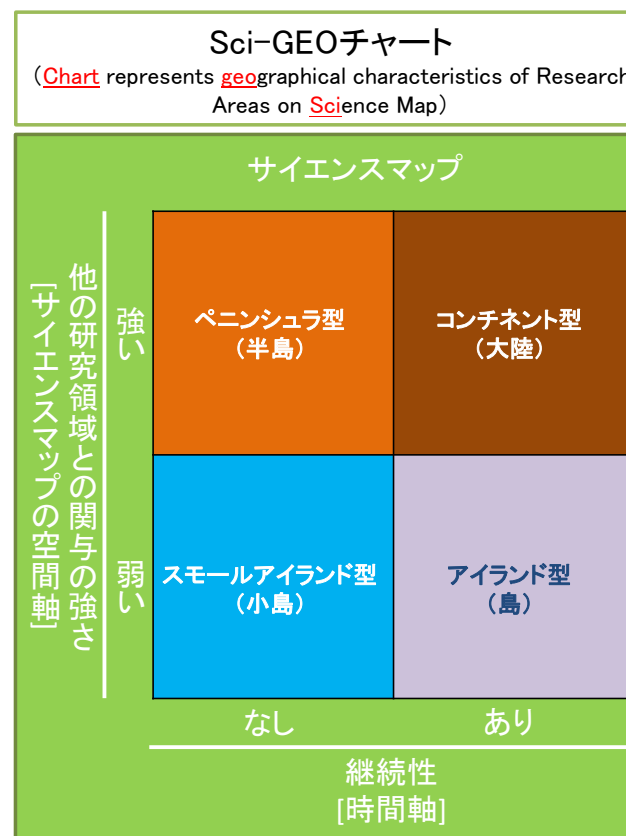 Sci-GEOチャート
(Chart represents geographical characteristics of Research
Areas on Science Map)
サイエンスマップ
他の研究領域との関与の強さ
[サイエンスマップの空間軸]
強い
ペニンシュラ型
(半島)
コンチネント型
(大陸)
弱い
スモールアイランド型
(小島)
アイランド型
(島)
なし
あり
継続性
[時間軸]